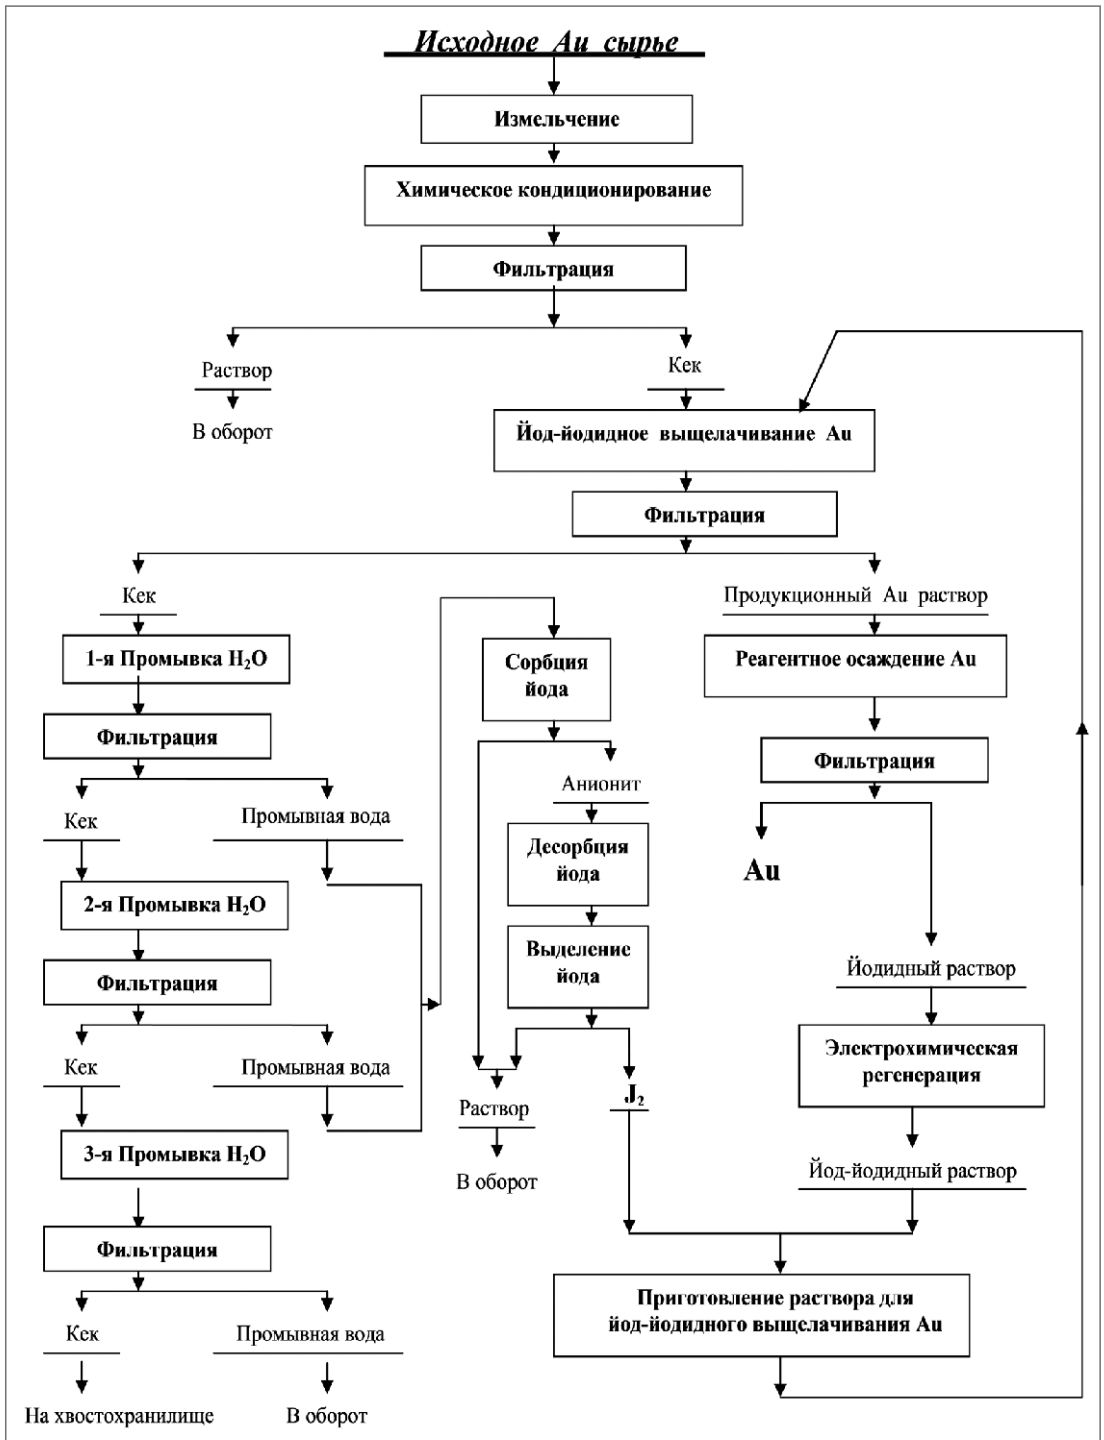 Исходное Au сырье
Измельчение
Химическое кондиционирование
Фильтрация
Раствор
В оборот
Кек
Йод-йодидное выщелачивание Au
Фильтрация
Кек
1-я Промывка H₂O
Фильтрация
Кек
Промывная вода
2-я Промывка H₂O
Фильтрация
Кек
Промывная вода
3-я Промывка H₂O
Фильтрация
Кек
Промывная вода
На хвостохранилище
В оборот
Сорбция
йода
Анионит
Десорбция
йода
Выделение
йода
Раствор
В оборот
J₂
Продукционный Au раствор
Реагентное осаждение Au
Фильтрация
Au
Йодидный раствор
Электрохимическая
регенерация
Йод-йодидный раствор
Приготовление раствора для
йод-йодидного выщелачивания Au